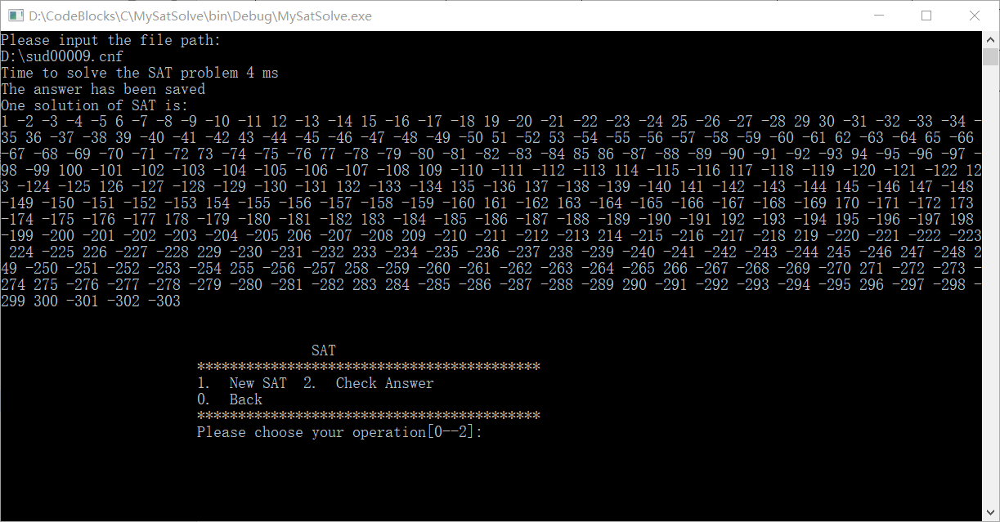 D:\CodeBlocks\C\MySatSolve\bin\Debug\MySatSolve.exe
Please input the file path:
D:\sud00009.cnf
Time to solve the SAT problem 4 ms
The answer has been saved
One solution of SAT is:
1 -2 -3 -4 -5 6 -7 -8 -9 -10 -11 12 -13 -14 15 -16 -17 -18 19 -20 -21 -22 -23 -24 25 -26 -27 -28 29 30 -31 -32 -33 -34 -
35 36 -37 -38 39 -40 -41 -42 43 -44 -45 -46 -47 -48 -49 -50 51 -52 53 -54 -55 -56 -57 -58 -59 -60 -61 62 -63 -64 65 -66
-67 -68 -69 -70 -71 -72 73 -74 -75 -76 77 -78 -79 -80 -81 -82 -83 -84 85 86 -87 -88 -89 -90 -91 -92 -93 94 -95 -96 -97 -
98 -99 100 -101 -102 -103 -104 -105 -106 -107 -108 109 -110 -111 -112 -113 114 -115 -116 117 -118 -119 -120 -121 -122 12
3 -124 -125 126 -127 -128 -129 -130 -131 132 -133 -134 135 -136 137 -138 -139 -140 141 -142 -143 -144 145 -146 147 -148
-149 -150 -151 -152 -153 154 -155 -156 -157 -158 -159 -160 161 -162 163 -164 -165 -166 -167 -168 -169 170 -171 -172 173
-174 -175 -176 -177 178 -179 -180 -181 -182 183 -184 -185 -186 -187 -188 -189 -190 -191 192 -193 -194 195 -196 -197 198
-199 -200 -201 -202 -203 -204 -205 206 -207 -208 209 -210 -211 -212 -213 214 -215 -216 -217 -218 219 -220 -221 -222 -223
224 -225 226 -227 -228 229 -230 -231 -232 233 -234 -235 -236 -237 238 -239 -240 -241 -242 -243 -244 245 -246 247 -248 2
49 -250 -251 -252 -253 -254 255 -256 -257 258 -259 -260 -261 -262 -263 -264 -265 266 -267 -268 -269 -270 271 -272 -273 -
274 275 -276 -277 -278 -279 -280 -281 -282 283 284 -285 -286 -287 -288 -289 290 -291 -292 -293 -294 -295 296 -297 -298 -
299 300 -301 -302 -303
SAT
******************************************
1. New SAT 2. Check Answer
0. Back
******************************************
Please choose your operation[0--2]: